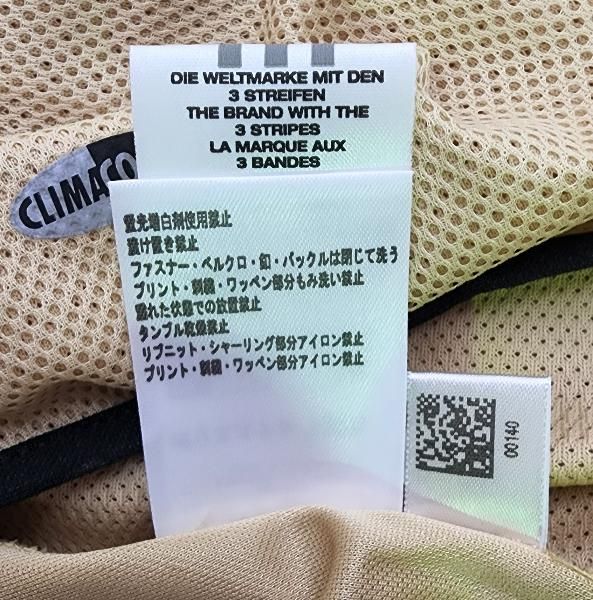 DIE WELTMARKE MIT DEN
3 STREIFEN
THE BRAND WITH THE
3 STRIPES
LA MARQUE AUX
3 BANDES
CLIMACO
蛍光増白剤使用禁止
漬け置き禁止
ファスナー・ベルクロ・釦・バックルは閉じて洗う
プリント・刺繍・ワッペン部分もみ洗い禁止
濡れた状態での放置禁止
タンブル乾燥禁止
リブニット・シャーリング部分アイロン禁止
プリント・刺繍・ワッペン部分アイロン禁止
00140